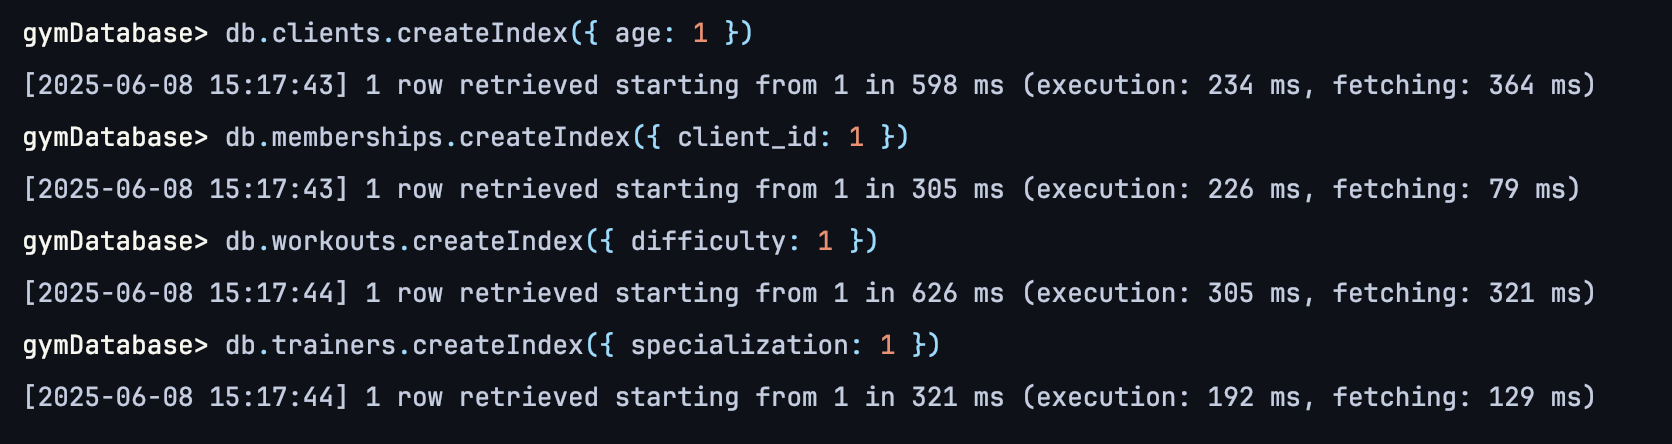 gymDatabase> db.clients.createIndex({ age: 1 })
[2025-06-08 15:17:43] 1 row retrieved starting from 1 in 598 ms (execution: 234 ms, fetching: 364 ms)
gymDatabase> db.memberships.createIndex({ client_id: 1 })
[2025-06-08 15:17:43] 1 row retrieved starting from 1 in 305 ms (execution: 226 ms, fetching: 79 ms)
gymDatabase> db.workouts.createIndex({ difficulty: 1 })
[2025-06-08 15:17:44] 1 row retrieved starting from 1 in 626 ms (execution: 305 ms, fetching: 321 ms)
gymDatabase> db.trainers.createIndex({ specialization: 1 })
[2025-06-08 15:17:44] 1 row retrieved starting from 1 in 321 ms (execution: 192 ms, fetching: 129 ms)